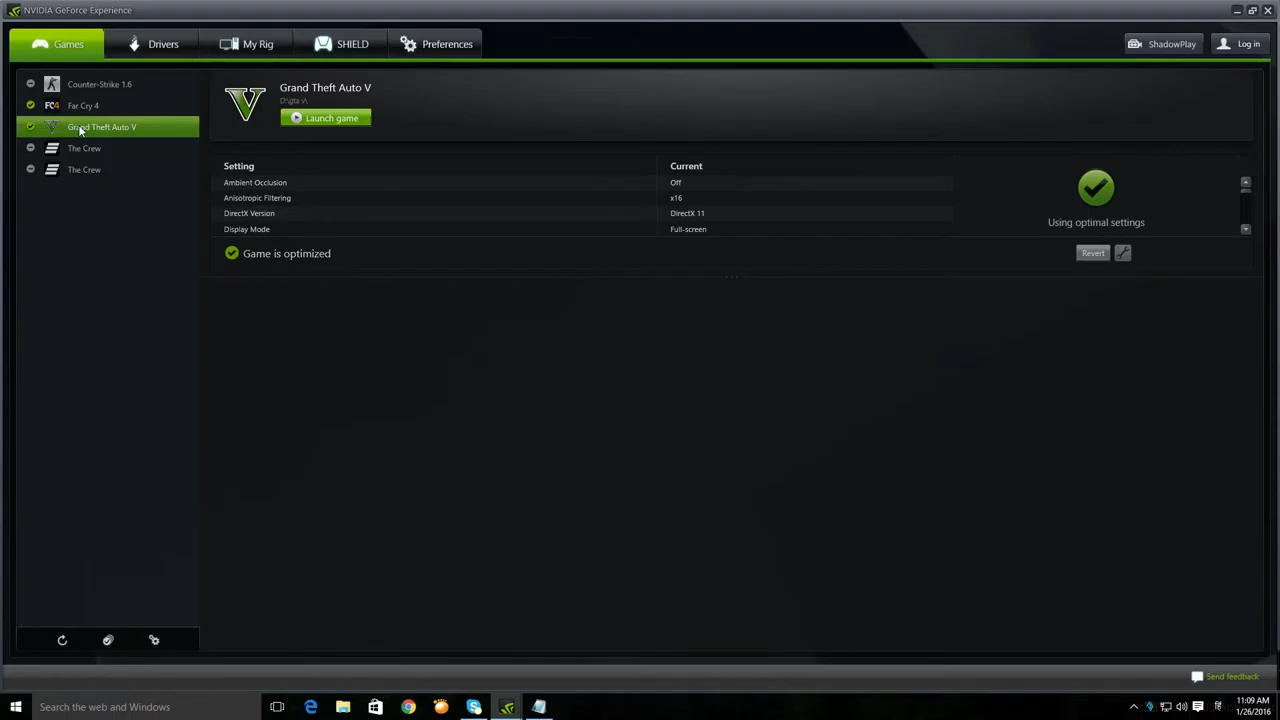 NVIDIA GeForce Experience
Games
Drivers
My Rig
SHIELD
Preferences
ShadowPlay
Log in
Counter-Strike 1.6
FC4 Far Cry 4
Grand Theft Auto V
The Crew
The Crew
V
Grand Theft Auto V
D:\gta v\
Launch game
Setting Current
Ambient Occlusion Off
Anisotropic Filtering x16
DirectX Version DirectX 11
Display Mode Full-screen
Using optimal settings
Game is optimized
Revert
Send feedback
Search the web and Windows
11:09 AM
1/26/2016